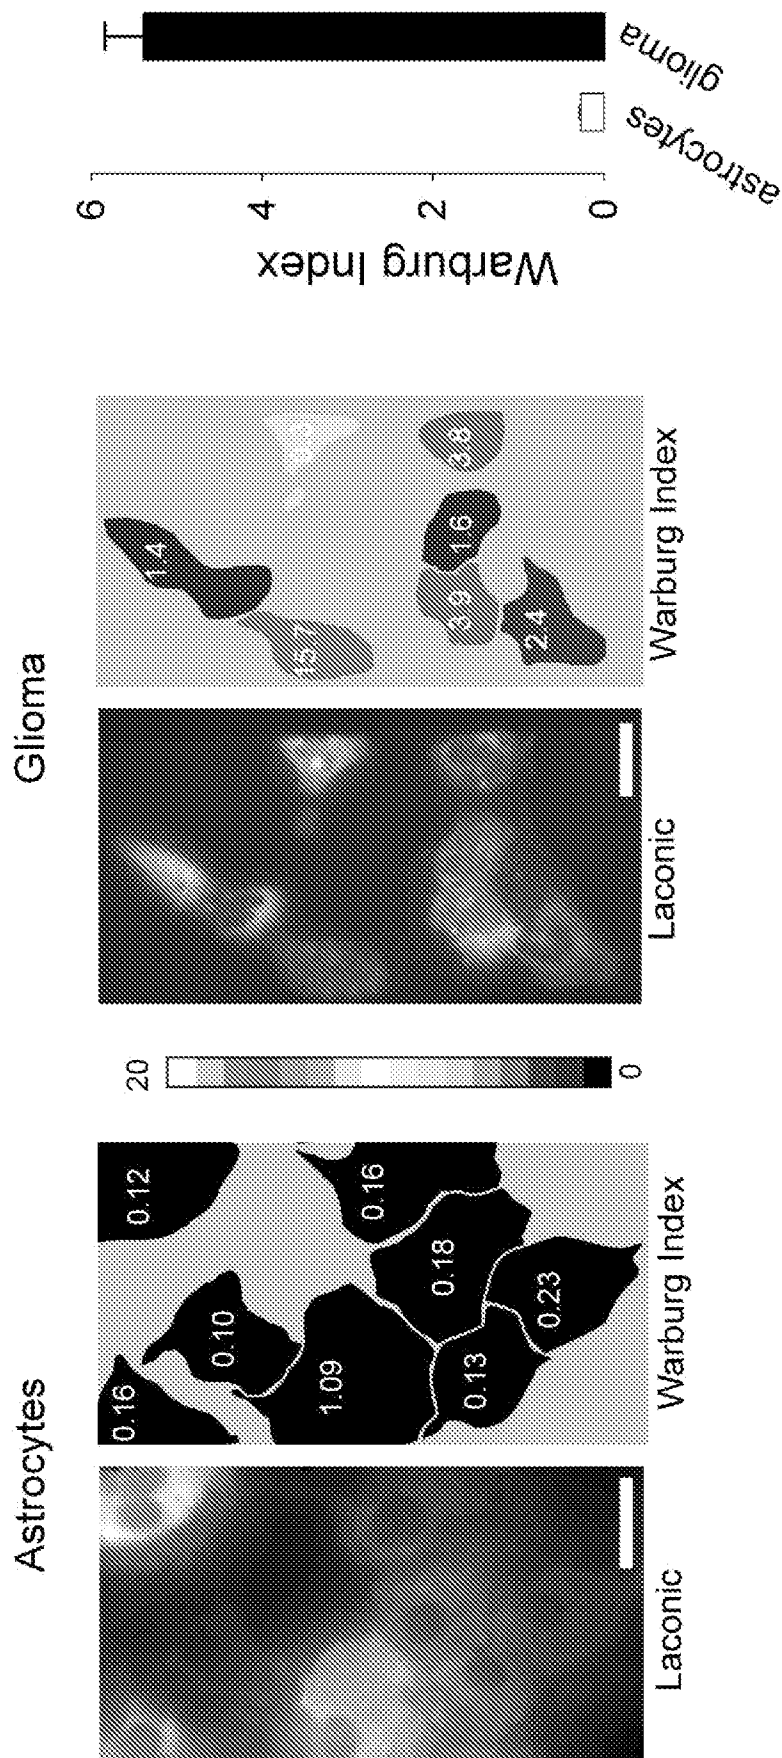 Astrocytes
Glioma
0.16
0.12
0.10
1.09
0.16
0.18
0.13
0.23
Laconic
Warburg Index
20
0
1.4
15.7
3.9
1.6
3.8
2.4
Laconic
Warburg Index
Warburg Index
6
4
2
0
astrocytes
glioma